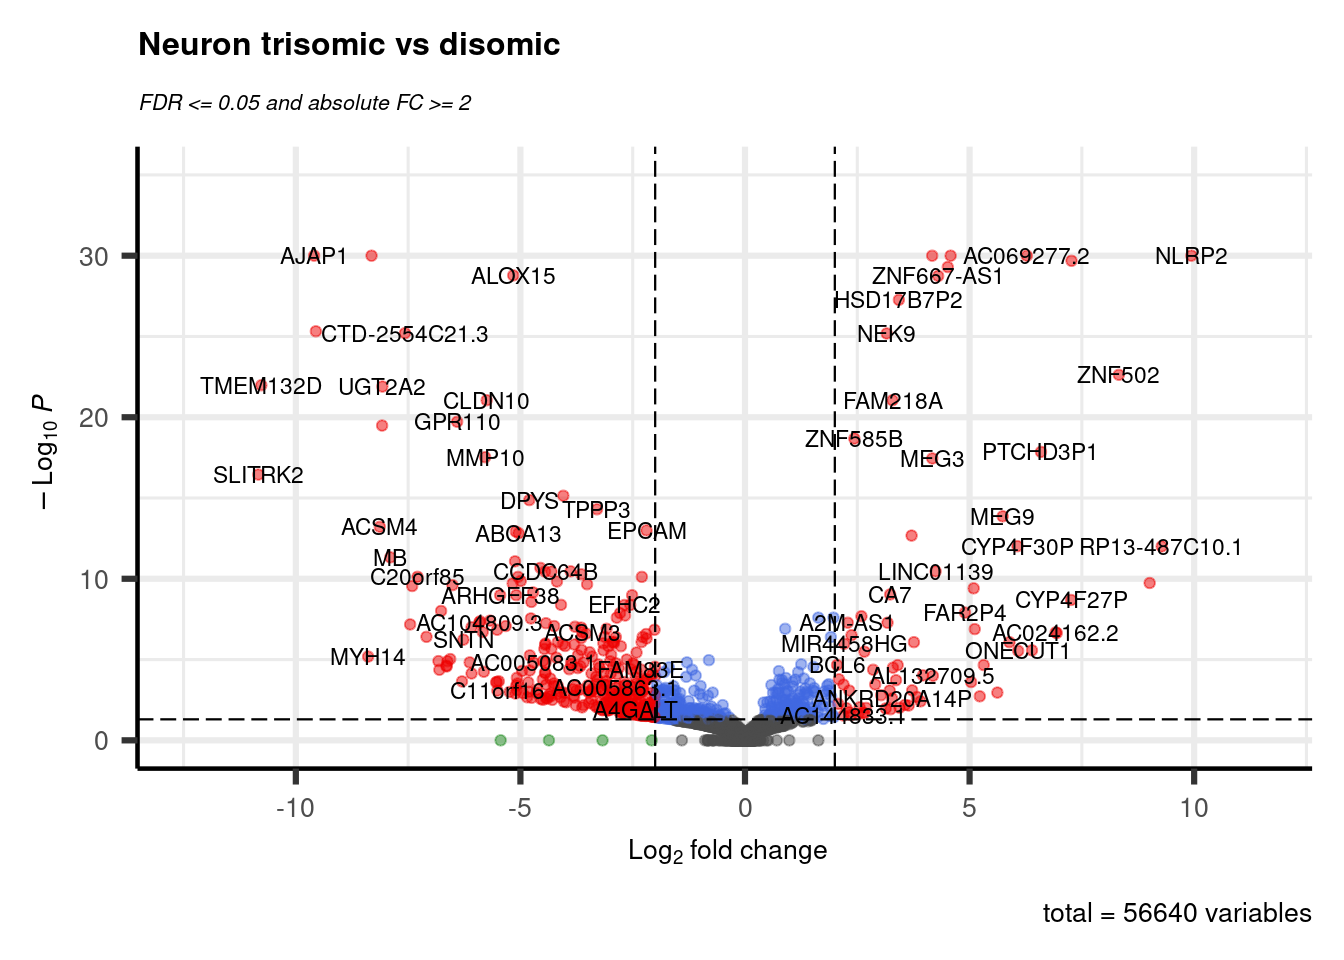 Neuron trisomic vs disomic
FDR <= 0.05 and absolute FC >= 2
− Log10 P
30
20
10
0
AJAP1
AC069277.2
NLRP2
ALOX15
ZNF667-AS1
HSD17B7P2
CTD-2554C21.3
NEK9
ZNF502
TMEM132D
UGT2A2
CLDN10
FAM218A
GPR110
ZNF585B
PTCHD3P1
MMP10
MEG3
SLITRK2
DPYS
TPPP3
MEG9
ACSM4
ABCA13
EPCAM
CYP4F30P
RP13-487C10.1
MB
C20orf85
CCDC64B
LINC01139
ARHGEF38
EFHC2
CA7
CYP4F27P
FAR2P4
AC104809.3
A2M-AS1
SNTN
ACSM3
MIR4458HG
AC024162.2
MYH14
AC005083.1
FAM83E
BCL6
ONECUT1
AL132709.5
C11orf16
AC005863.1
ANKRD20A14P
A4GALT
AC144833.1
-10
-5
0
5
10
Log2 fold change
total = 56640 variables